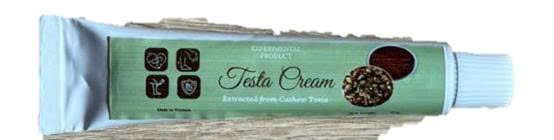 EXPERIMENTAL
PRODUCT
Testa Cream
Extracted from Cashew Testa
Made in Vietnam